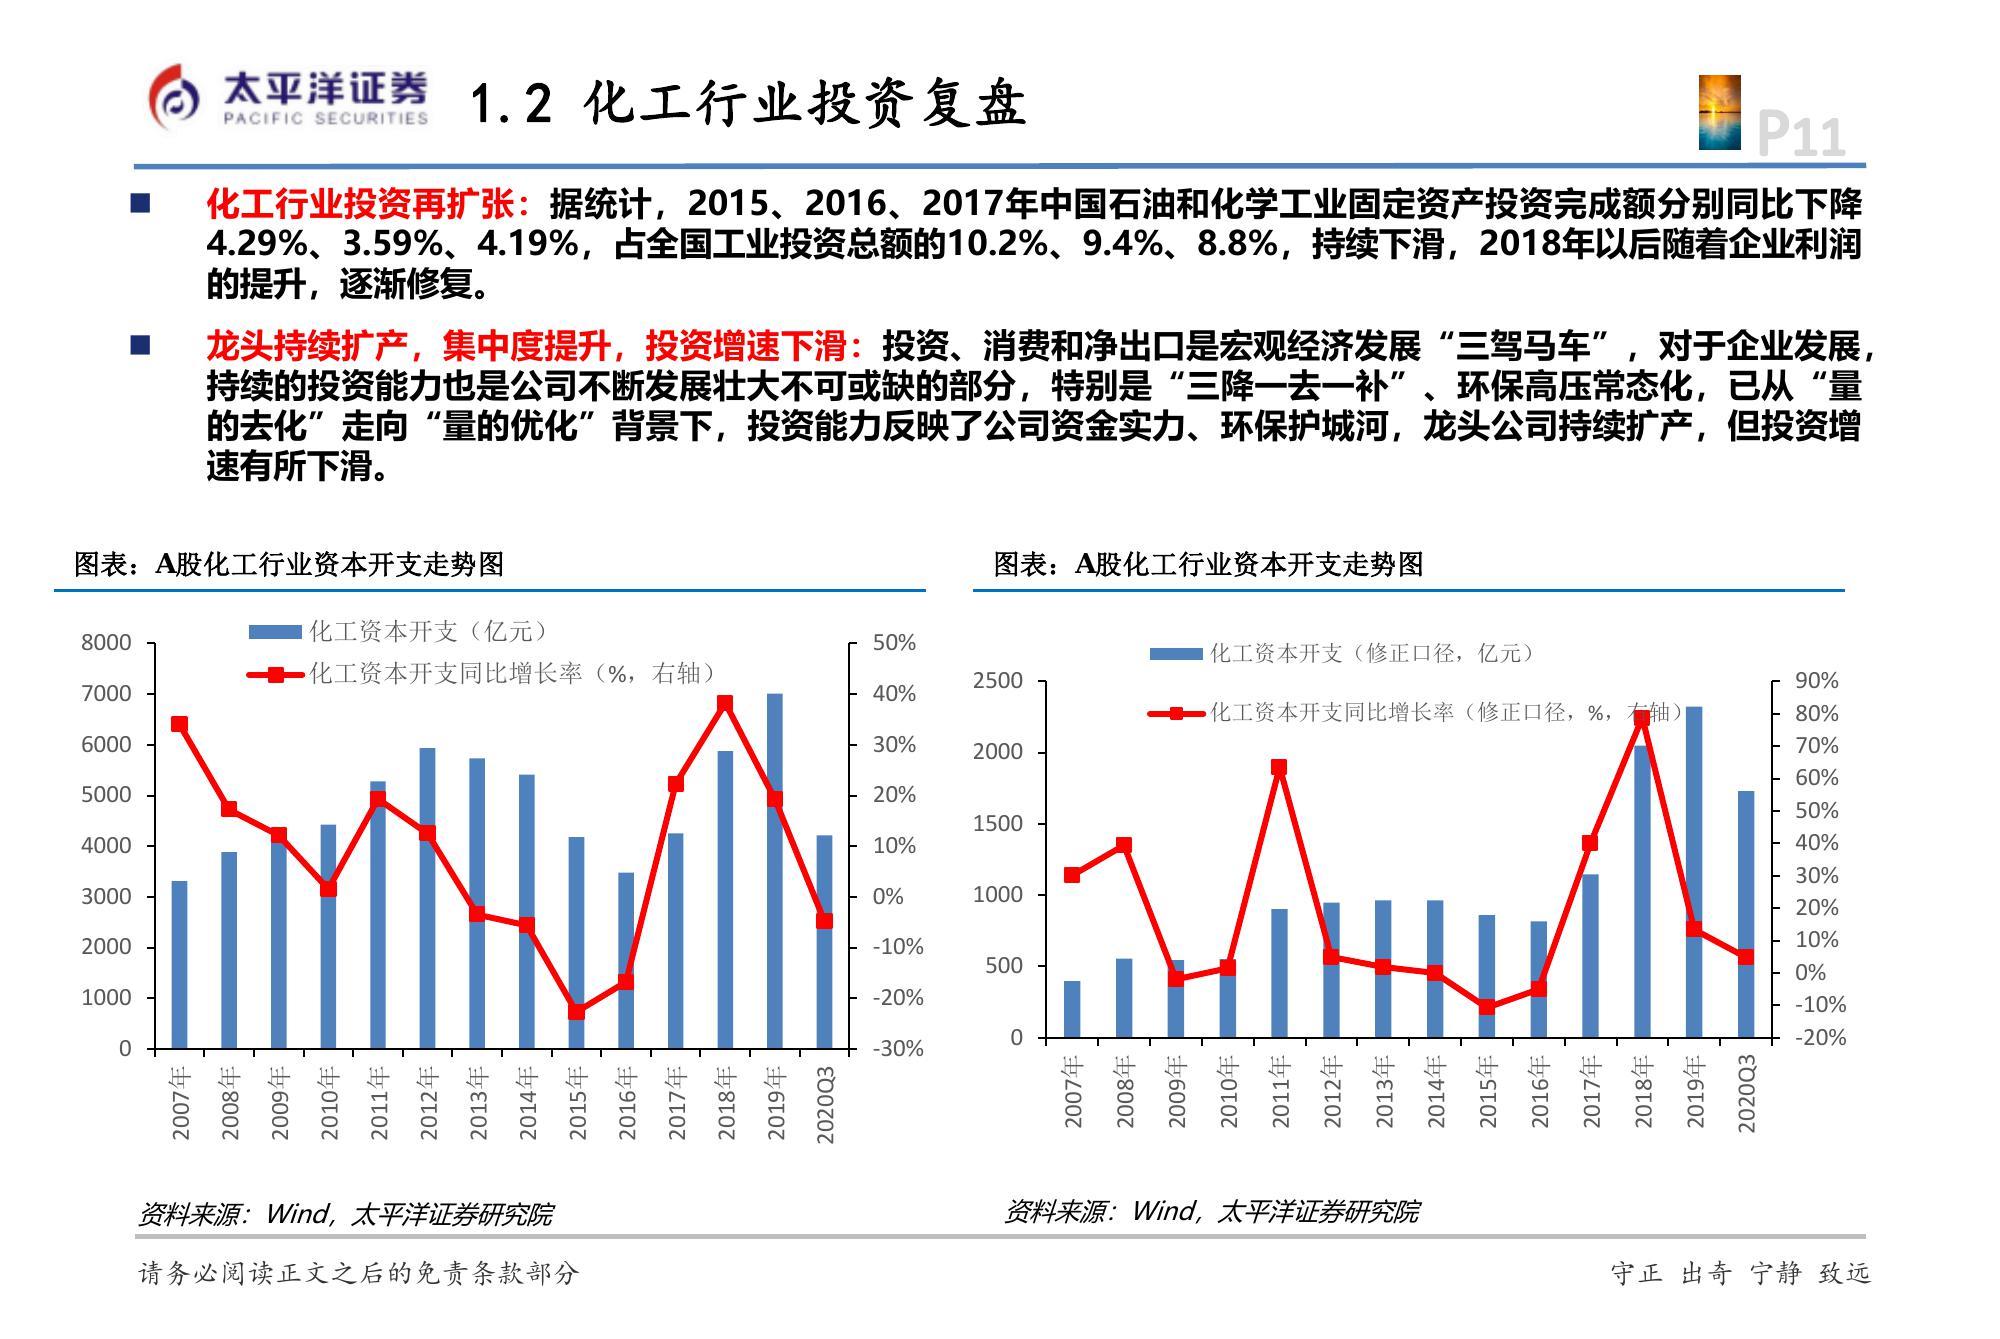 太平洋证券
PACIFIC SECURITIES
1.2 化工行业投资复盘
P11
■ 化工行业投资再扩张：据统计，2015、2016、2017年中国石油和化学工业固定资产投资完成额分别同比下降
4.29%、3.59%、4.19%，占全国工业投资总额的10.2%、9.4%、8.8%，持续下滑，2018年以后随着企业利润
的提升，逐渐修复。
■ 龙头持续扩产，集中度提升，投资增速下滑：投资、消费和净出口是宏观经济发展“三驾马车”，对于企业发展，
持续的投资能力也是公司不断发展壮大不可或缺的部分，特别是“三降一去一补”、环保高压常态化，已从“量
的去化”走向“量的优化”背景下，投资能力反映了公司资金实力、环保护城河，龙头公司持续扩产，但投资增
速有所下滑。
图表：A股化工行业资本开支走势图
化工资本开支（亿元）
化工资本开支同比增长率（%，右轴）
8000
7000
6000
5000
4000
3000
2000
1000
0
50%
40%
30%
20%
10%
0%
-10%
-20%
-30%
2007年
2008年
2009年
2010年
2011年
2012年
2013年
2014年
2015年
2016年
2017年
2018年
2019年
2020Q3
资料来源：Wind，太平洋证券研究院
图表：A股化工行业资本开支走势图
化工资本开支（修正口径，亿元）
化工资本开支同比增长率（修正口径，%，右轴）
2500
2000
1500
1000
500
0
90%
80%
70%
60%
50%
40%
30%
20%
10%
0%
-10%
-20%
2007年
2008年
2009年
2010年
2011年
2012年
2013年
2014年
2015年
2016年
2017年
2018年
2019年
2020Q3
资料来源：Wind，太平洋证券研究院
请务必阅读正文之后的免责条款部分
守正 出奇 宁静 致远